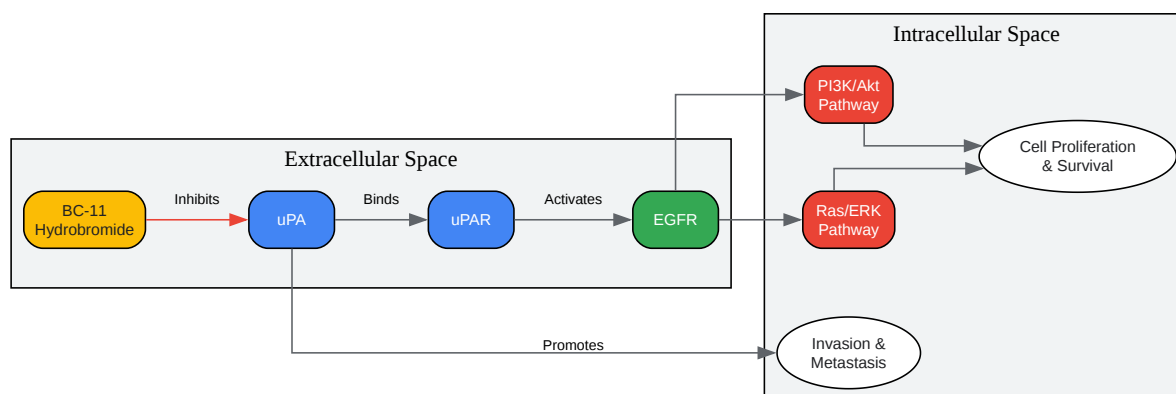 Intracellular Space
PI3K/Akt
Pathway
Cell Proliferation
& Survival
Extracellular Space
BC-11
Hydrobromide
Inhibits
uPA
Binds
uPAR
Activates
EGFR
Ras/ERK
Pathway
Promotes
Invasion &
Metastasis